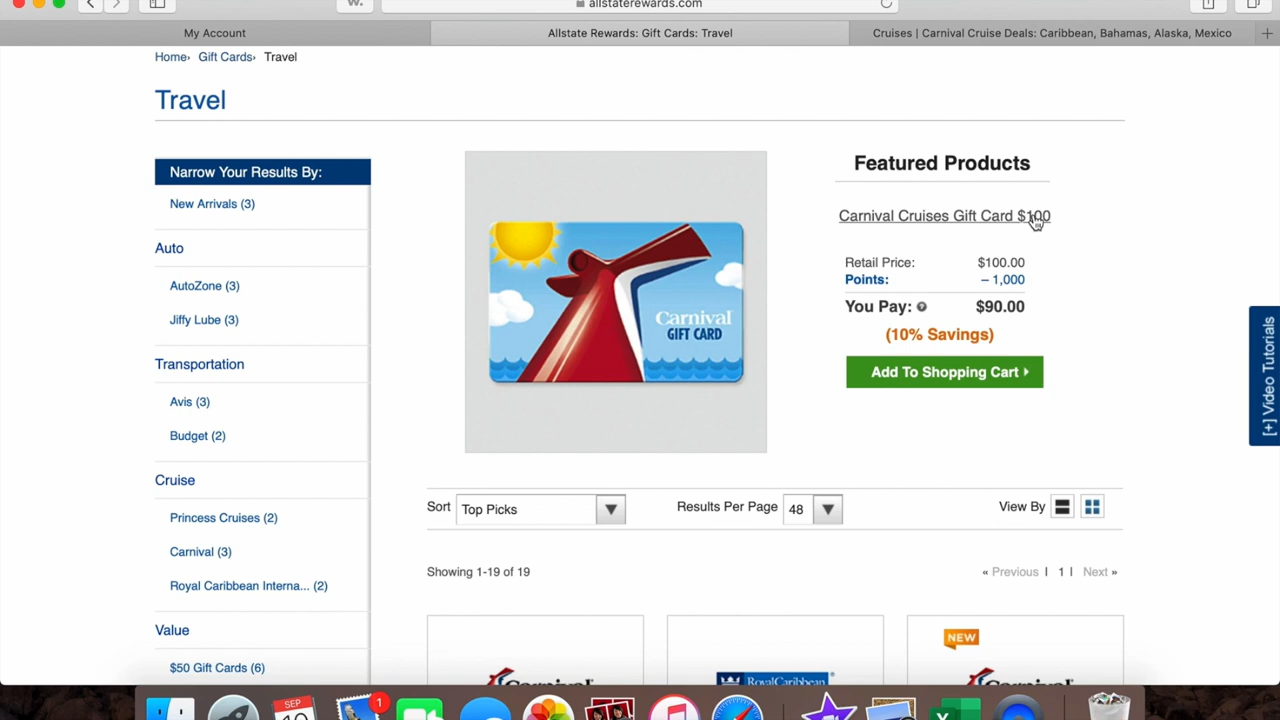 allstaterewards.com
My Account
Allstate Rewards: Gift Cards: Travel
Cruises | Carnival Cruise Deals: Caribbean, Bahamas, Alaska, Mexico
Home› Gift Cards› Travel
Travel
Narrow Your Results By:
New Arrivals (3)
Auto
AutoZone (3)
Jiffy Lube (3)
Transportation
Avis (3)
Budget (2)
Cruise
Princess Cruises (2)
Carnival (3)
Royal Caribbean Interna... (2)
Value
$50 Gift Cards (6)
Carnival
GIFT CARD
Featured Products
Carnival Cruises Gift Card $100
Retail Price: $100.00
Points: – 1,000
You Pay: $90.00
(10% Savings)
Add To Shopping Cart ›
[+] Video Tutorials
Sort Top Picks Results Per Page 48 View By
Showing 1-19 of 19
« Previous | 1 | Next »
NEW
Carnival
RoyalCaribbean
Carnival
SEP
1